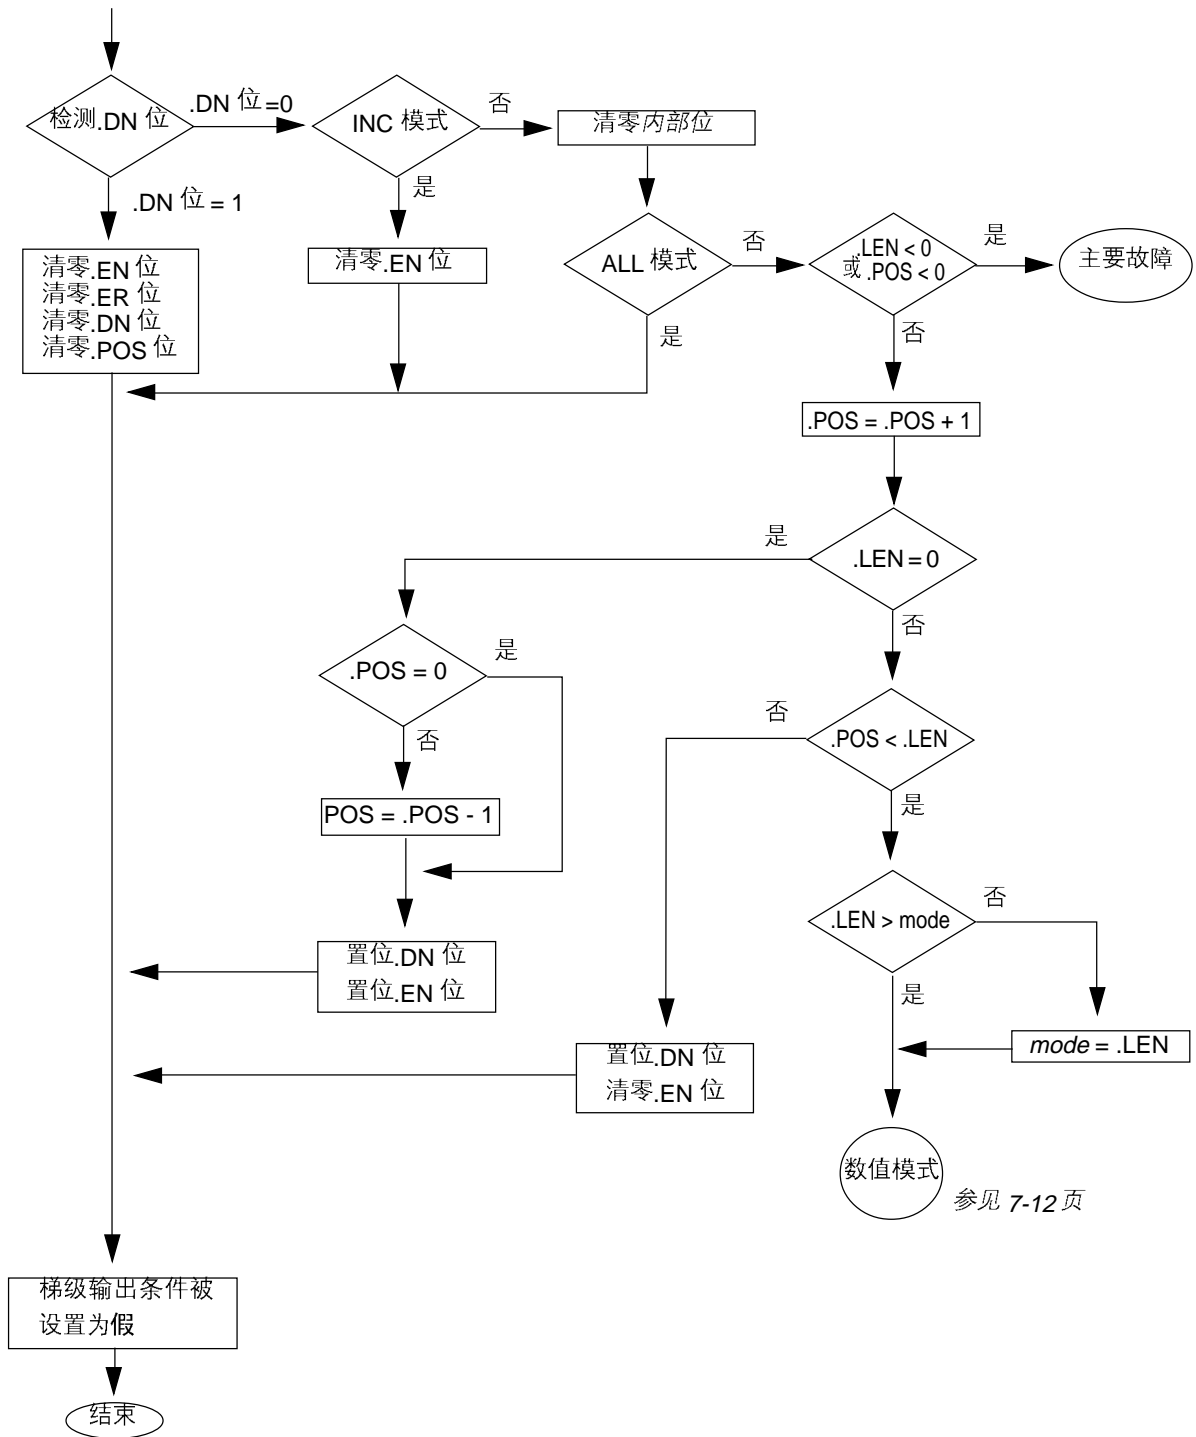 检测.DN 位
.DN 位=0
INC 模式
否
清零内部位
.DN 位 = 1
是
清零.EN 位
清零.ER 位
清零.DN 位
清零.POS 位
清零.EN 位
ALL 模式
否
.LEN < 0
或 .POS < 0
是
主要故障
是
否
.POS = .POS + 1
是
.LEN = 0
否
.POS = 0
是
否
.POS < .LEN
否
POS = .POS - 1
是
.LEN > mode
否
置位.DN 位
置位.EN 位
是
mode = .LEN
置位.DN 位
清零.EN 位
数值模式
参见 7-12 页
梯级输出条件被
设置为假
结束